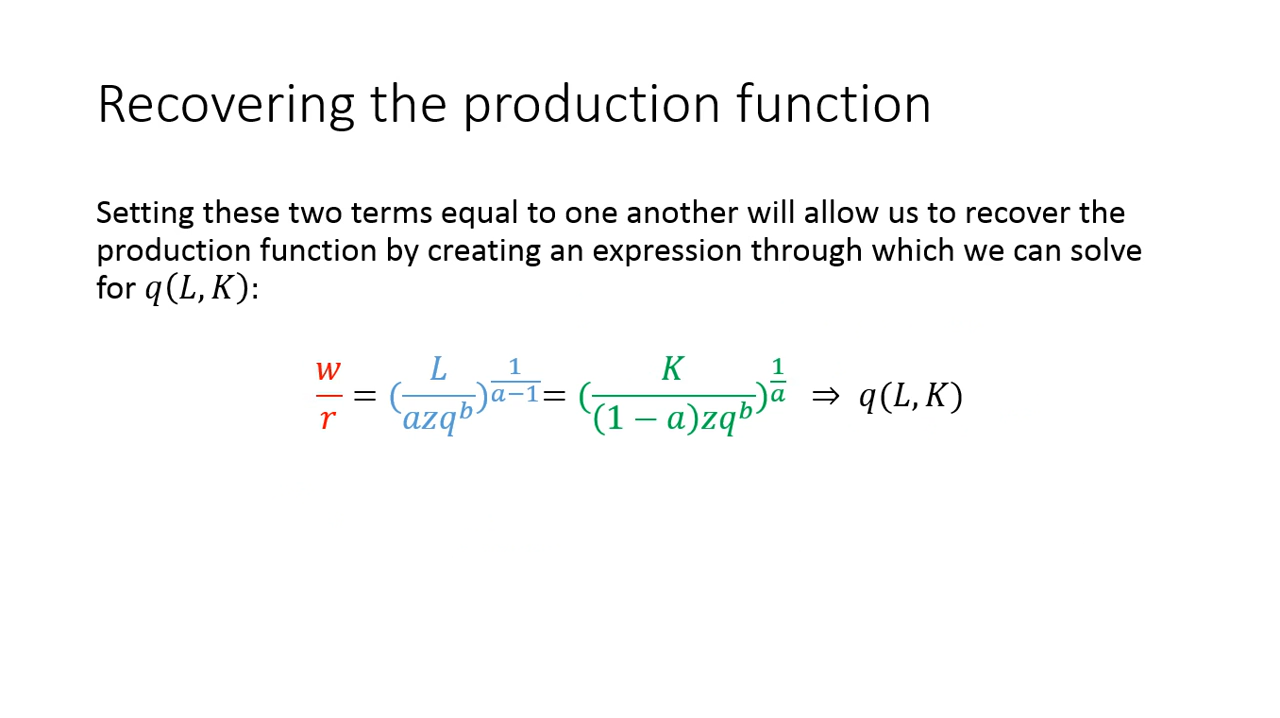 Recovering the production function
Setting these two terms equal to one another will allow us to recover the
production function by creating an expression through which we can solve
for q(L, K):
w/r = (L/azq^b)^(1/(a−1)) = (K/((1 − a)zq^b))^(1/a) ⇒ q(L, K)